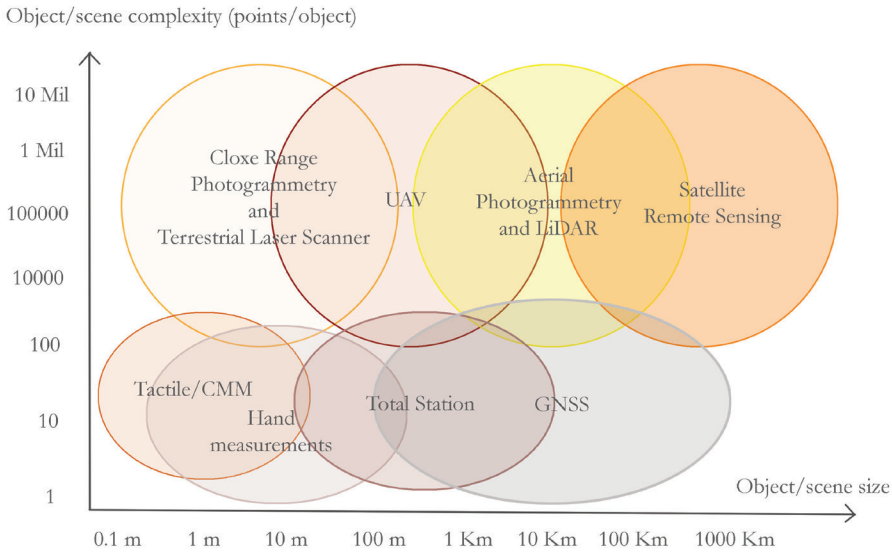 Object/scene complexity (points/object)
10 Mil
1 Mil
100000
10000
100
10
1
Cloxe Range
Photogrammetry
and
Terrestrial Laser Scanner
UAV
Aerial
Photogrammetry
and LiDAR
Satellite
Remote Sensing
Tactile/CMM
Hand
measurements
Total Station
GNSS
Object/scene size
0.1 m 1 m 10 m 100 m 1 Km 10 Km 100 Km 1000 Km